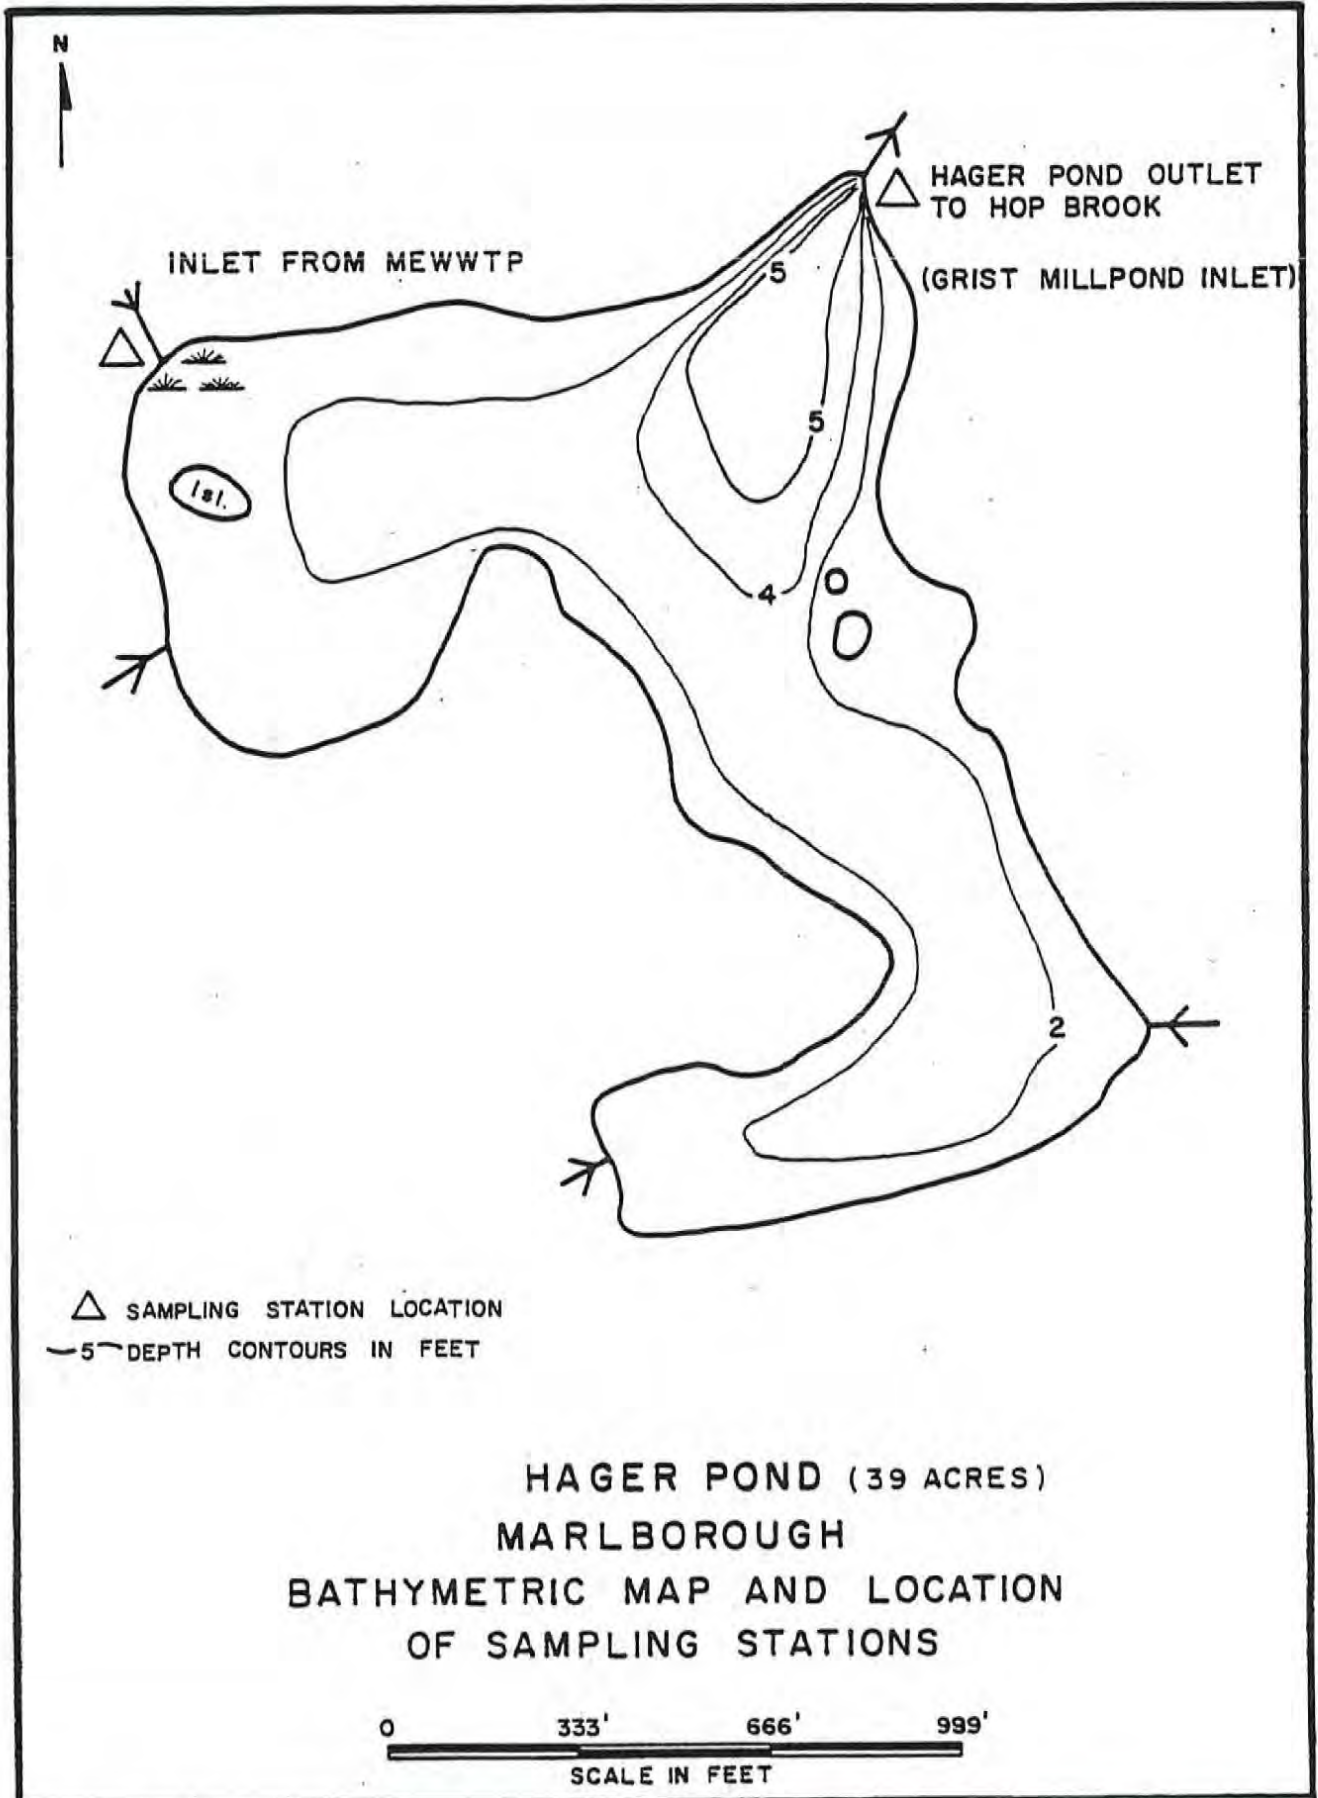 N
HAGER POND OUTLET
TO HOP BROOK
INLET FROM MEWWTP
(GRIST MILLPOND INLET)
5
5
Isl.
4
2
SAMPLING STATION LOCATION
5 DEPTH CONTOURS IN FEET
HAGER POND (39 ACRES)
MARLBOROUGH
BATHYMETRIC MAP AND LOCATION
OF SAMPLING STATIONS
0 333' 666' 999'
SCALE IN FEET